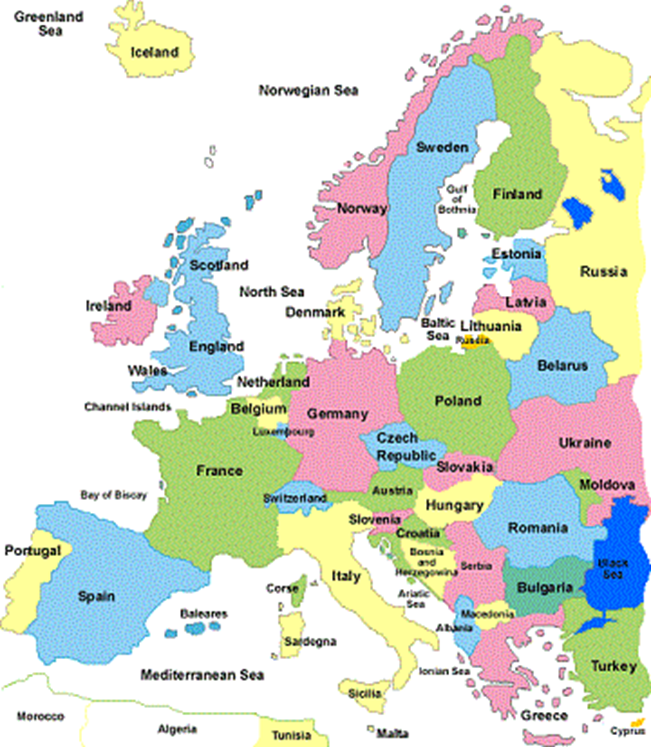 Greenland
Sea
Iceland
Norwegian Sea
Sweden
Gulf
of
Bothnia
Finland
Norway
Estonia
Scotland
Russia
North Sea
Ireland
Denmark
Latvia
Baltic
Sea
Lithuania
Russia
England
Wales
Belarus
Netherland
Channel Islands
Belgium
Germany
Poland
Luxembourg
Czech
Republic
Ukraine
France
Slovakia
Bay of Biscay
Switzerland
Austria
Moldova
Hungary
Slovenia
Romania
Croatia
Portugal
Bosnia
and
Herzegowina
Serbia
Black
Sea
Italy
Spain
Corse
Bulgaria
Ariatic
Sea
Baleares
Macedonia
Albania
Sardegna
Mediterranean Sea
Ionian Sea
Turkey
Sicilia
Greece
Morocco
Algeria
Tunisia
Malta
Cyprus